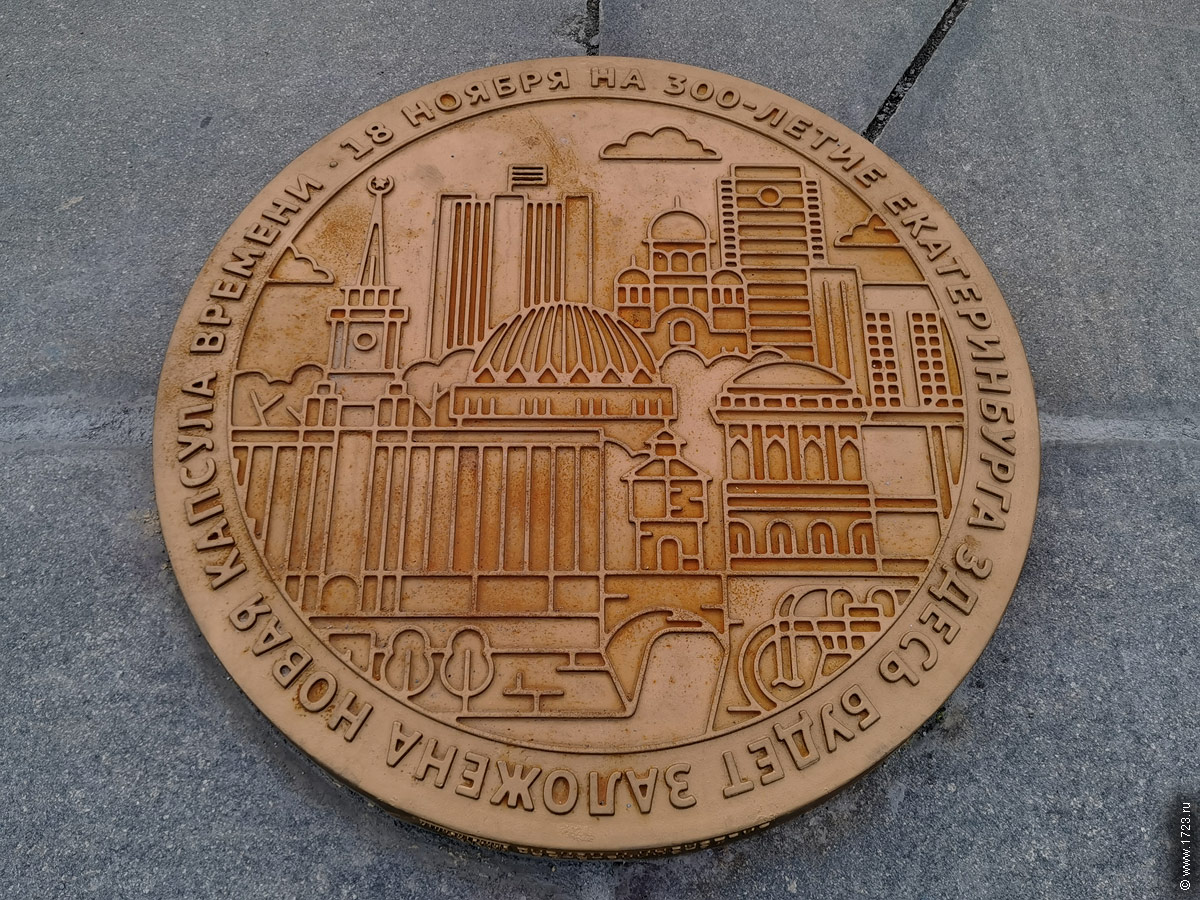 18 НОЯБРЯ НА 300-ЛЕТИЕ ЕКАТЕРИНБУРГА ЗДЕСЬ БУДЕТ ЗАЛОЖЕНА НОВАЯ КАПСУЛА ВРЕМЕНИ ·
© www.1723.ru